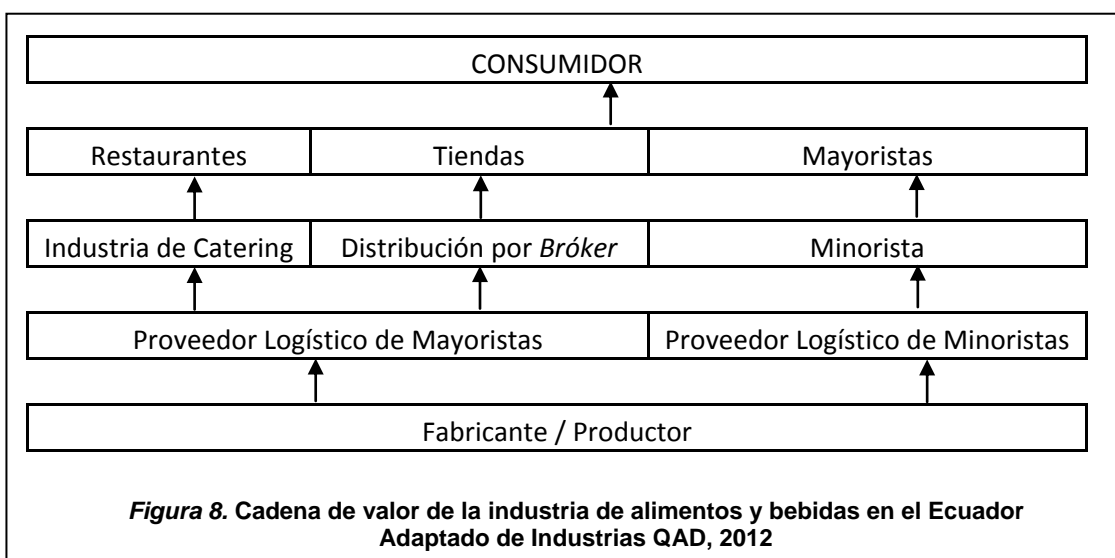 CONSUMIDOR
Restaurantes Tiendas Mayoristas
Industria de Catering Distribución por Bróker Minorista
Proveedor Logístico de Mayoristas Proveedor Logístico de Minoristas
Fabricante / Productor
Figura 8. Cadena de valor de la industria de alimentos y bebidas en el Ecuador
Adaptado de Industrias QAD, 2012